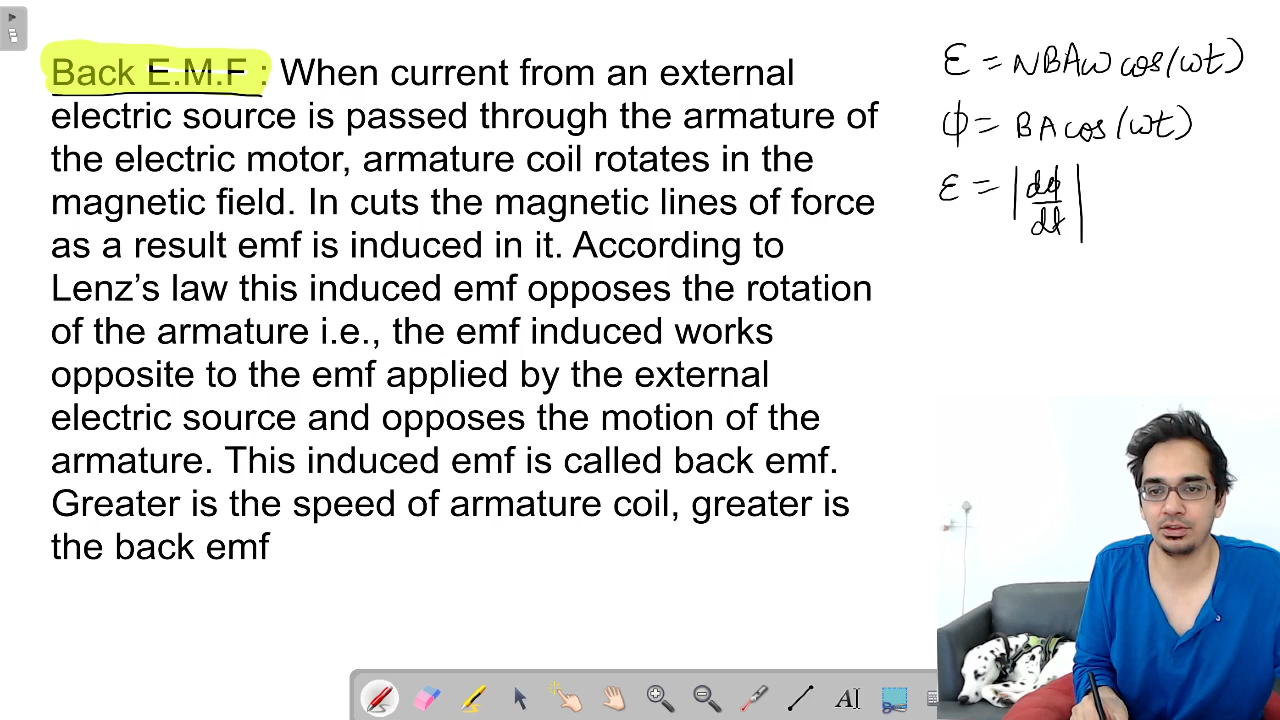 Back E.M.F : When current from an external
electric source is passed through the armature of
the electric motor, armature coil rotates in the
magnetic field. In cuts the magnetic lines of force
as a result emf is induced in it. According to
Lenz’s law this induced emf opposes the rotation
of the armature i.e., the emf induced works
opposite to the emf applied by the external
electric source and opposes the motion of the
armature. This induced emf is called back emf.
Greater is the speed of armature coil, greater is
the back emf
ε = NBAω cos(ωt)
ϕ = BA cos(ωt)
ε = |dϕ/dt|
AI